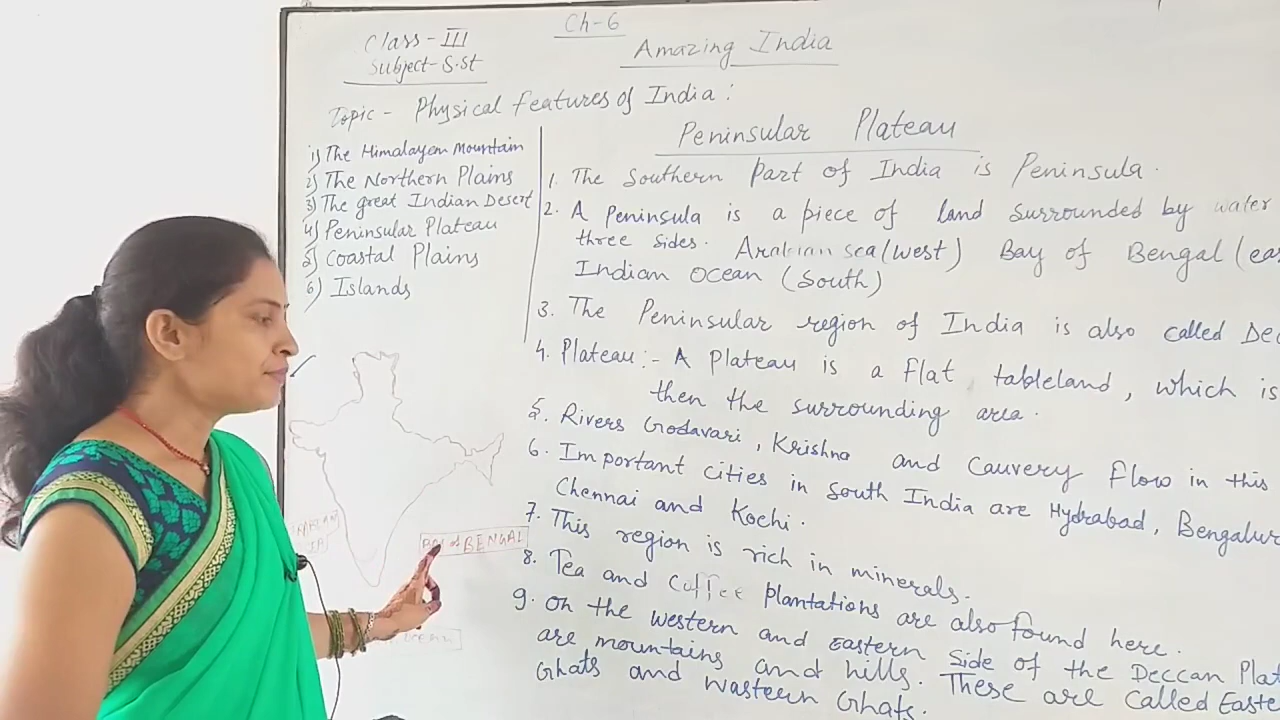 Ch-6
Class-III
Subject-S.St
Amazing India
Topic - Physical features of India :
1) The Himalayan Mountain
2) The Northern Plains
3) The great Indian Desert
4) Peninsular Plateau
5) Coastal Plains
6) Islands
Peninsular Plateau
1. The Southern part of India is Peninsula.
2. A Peninsula is a piece of land surrounded by water
three sides. Arabian sea (west) Bay of Bengal (eas
Indian Ocean (South)
3. The Peninsular region of India is also called De
4. Plateau :- A Plateau is a flat tableland, which is
then the surrounding area.
5. Rivers Godavari, Krishna and Cauvery flow in this
6. Important cities in South India are Hydrabad, Bengalur
Chennai and Kochi.
7. This region is rich in minerals.
8. Tea and Coffee plantations are also found here.
9. On the western and Eastern side of the Deccan Plat
are mountains and hills. These are called Easte
Ghats and Wastern Ghats.
BAY of BENGAL
OCEAN